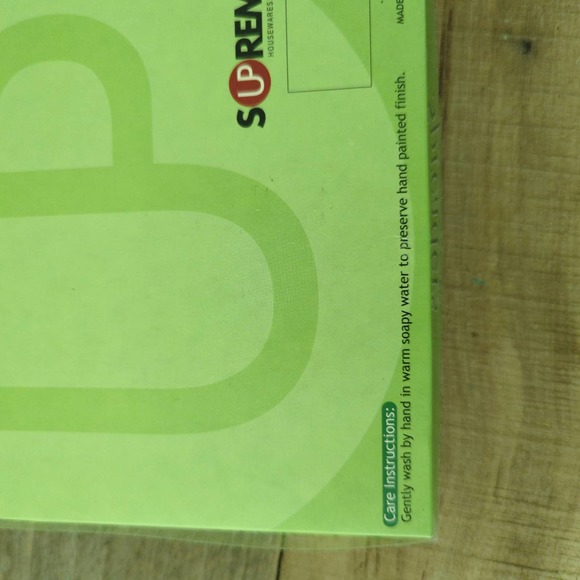 SUPREM
HOUSEWARES
MADE
Care Instructions:
Gently wash by hand in warm soapy water to preserve hand painted finish.